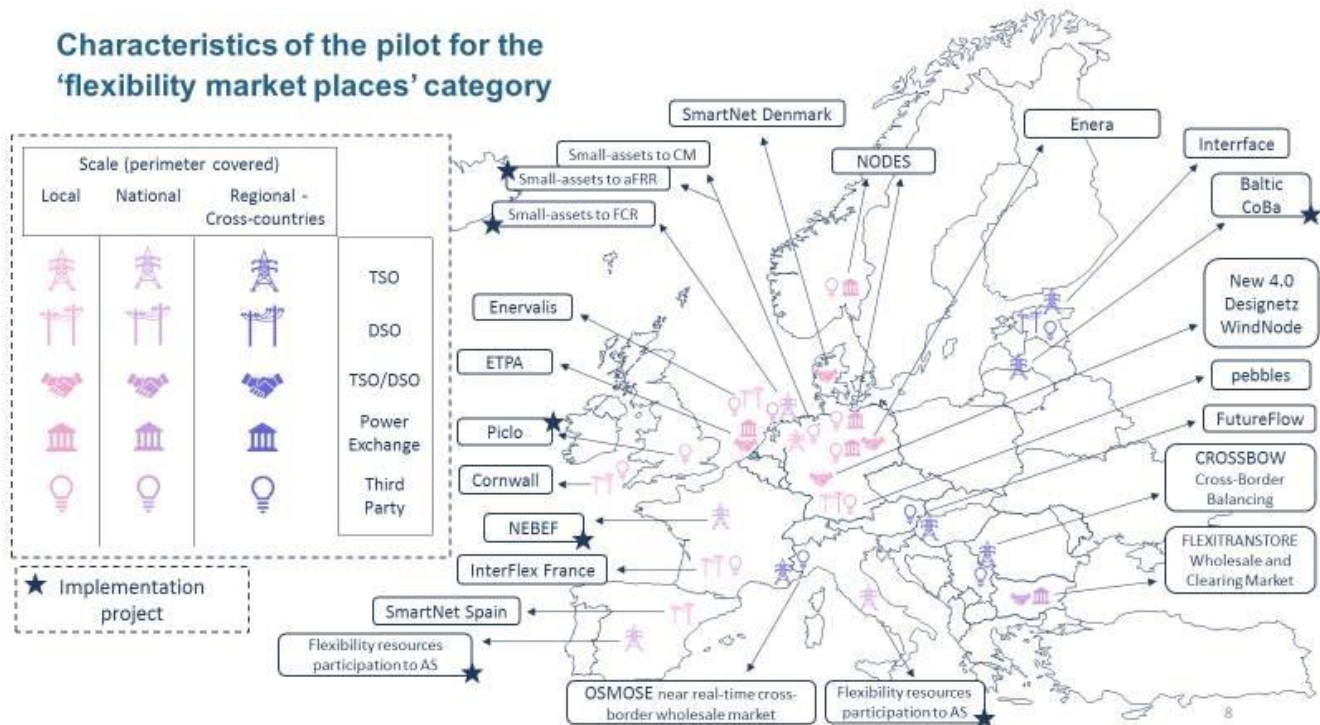 Characteristics of the pilot for the
‘flexibility market places’ category
Scale (perimeter covered)
Local
National
Regional -
Cross-countries
TSO
DSO
TSO/DSO
Power
Exchange
Third
Party
Implementation
project
SmartNet Denmark
Enera
Small-assets to CM
NODES
Interrface
Small-assets to aFRR
Baltic
CoBa
Small-assets to FCR
New 4.0
Designetz
WindNode
Enervalis
ETPA
pebbles
FutureFlow
Piclo
CROSSBOW
Cross-Border
Balancing
Cornwall
NEBEF
FLEXITRANSTORE
Wholesale and
Clearing Market
InterFlex France
SmartNet Spain
Flexibility resources
participation to AS
OSMOSE near real-time cross-
border wholesale market
Flexibility resources
participation to AS
8